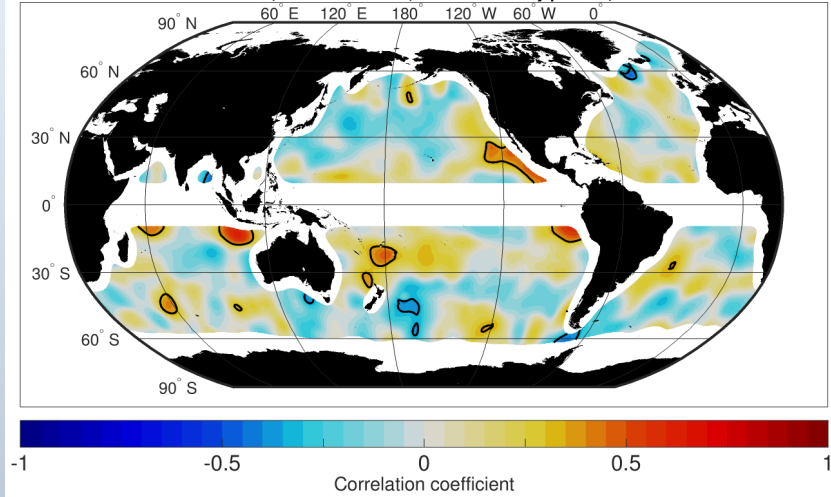 60° E 120° E 180° 120° W 60° W 0°
90° N
60° N
30° N
0°
30° S
60° S
90° S
-1 -0.5 0 0.5 1
Correlation coefficient